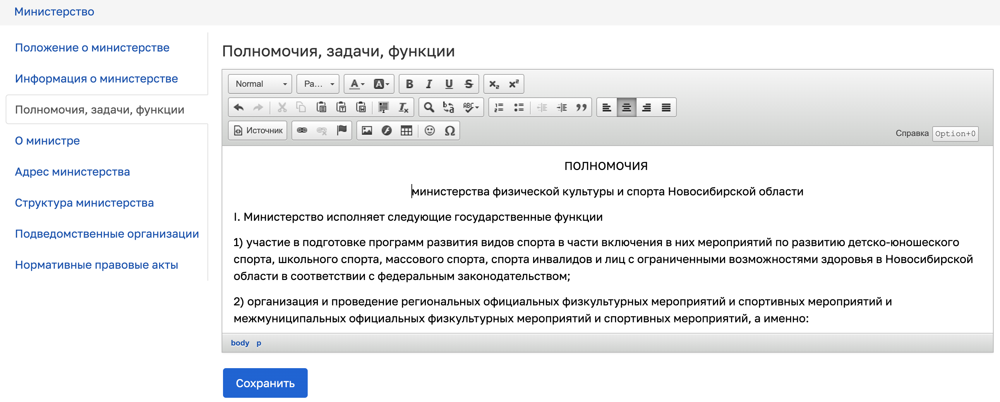 Министерство
Положение о министерстве
Информация о министерстве
Полномочия, задачи, функции
О министре
Адрес министерства
Структура министерства
Подведомственные организации
Нормативные правовые акты
Полномочия, задачи, функции
Normal Ра...
Источник
Справка Option+0
ПОЛНОМОЧИЯ
министерства физической культуры и спорта Новосибирской области
I. Министерство исполняет следующие государственные функции
1) участие в подготовке программ развития видов спорта в части включения в них мероприятий по развитию детско-юношеского
спорта, школьного спорта, массового спорта, спорта инвалидов и лиц с ограниченными возможностями здоровья в Новосибирской
области в соответствии с федеральным законодательством;
2) организация и проведение региональных официальных физкультурных мероприятий и спортивных мероприятий и
межмуниципальных официальных физкультурных мероприятий и спортивных мероприятий, а именно:
body p
Сохранить